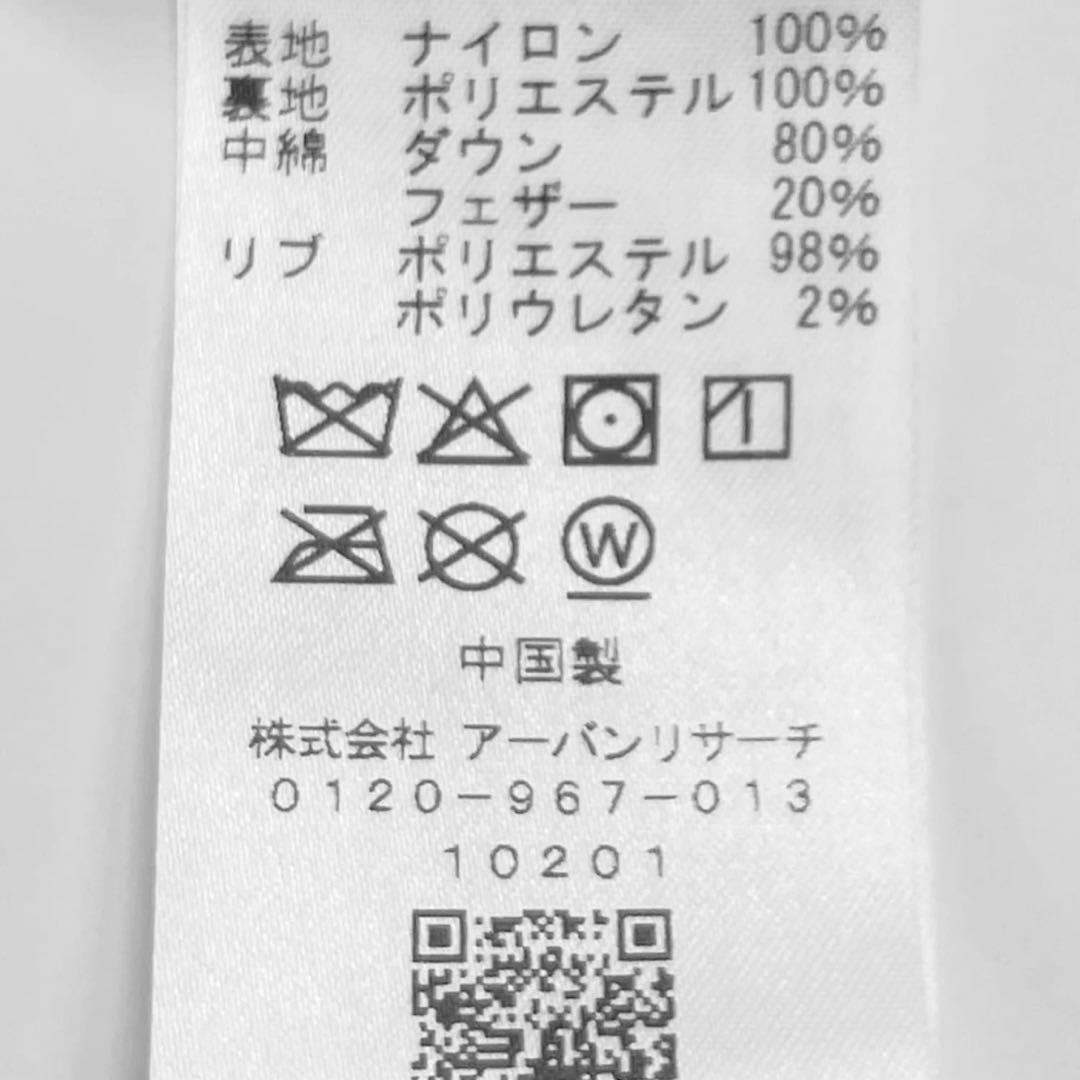 表地 ナイロン 100%
裏地 ポリエステル 100%
中綿 ダウン 80%
フェザー 20%
リブ ポリエステル 98%
ポリウレタン 2%
W
中国製
株式会社 アーバンリサーチ
0120-967-013
10201